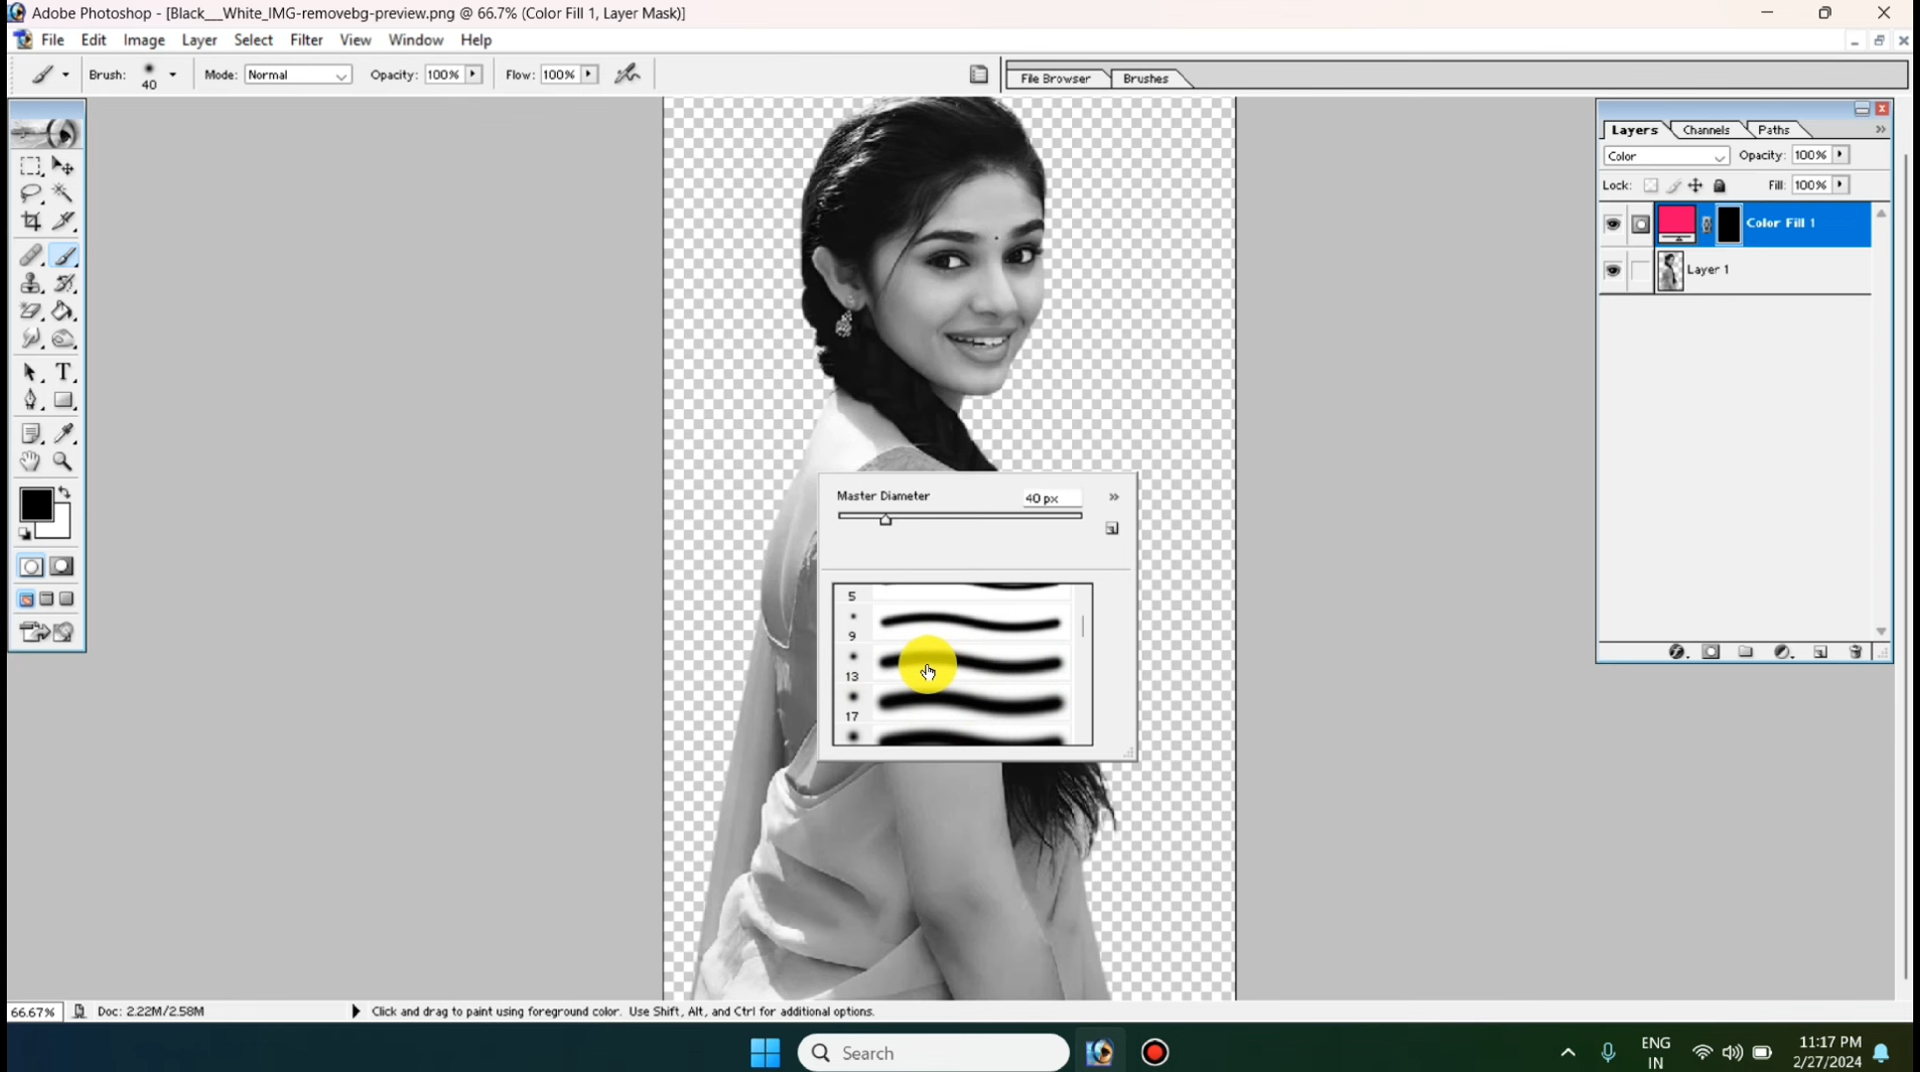 Adobe Photoshop - [Black___White_IMG-removebg-preview.png @ 66.7% (Color Fill 1, Layer Mask)]
File Edit Image Layer Select Filter View Window Help
Brush: 40 Mode: Normal Opacity: 100% Flow: 100% File Browser Brushes
Layers Channels Paths
Color Opacity: 100%
Lock: Fill: 100%
Color Fill 1
Layer 1
T
Master Diameter 40 px
5
9
13
17
66.67% Doc: 2.22M/2.58M Click and drag to paint using foreground color. Use Shift, Alt, and Ctrl for additional options.
Search
ENG
IN
11:17 PM
2/27/2024